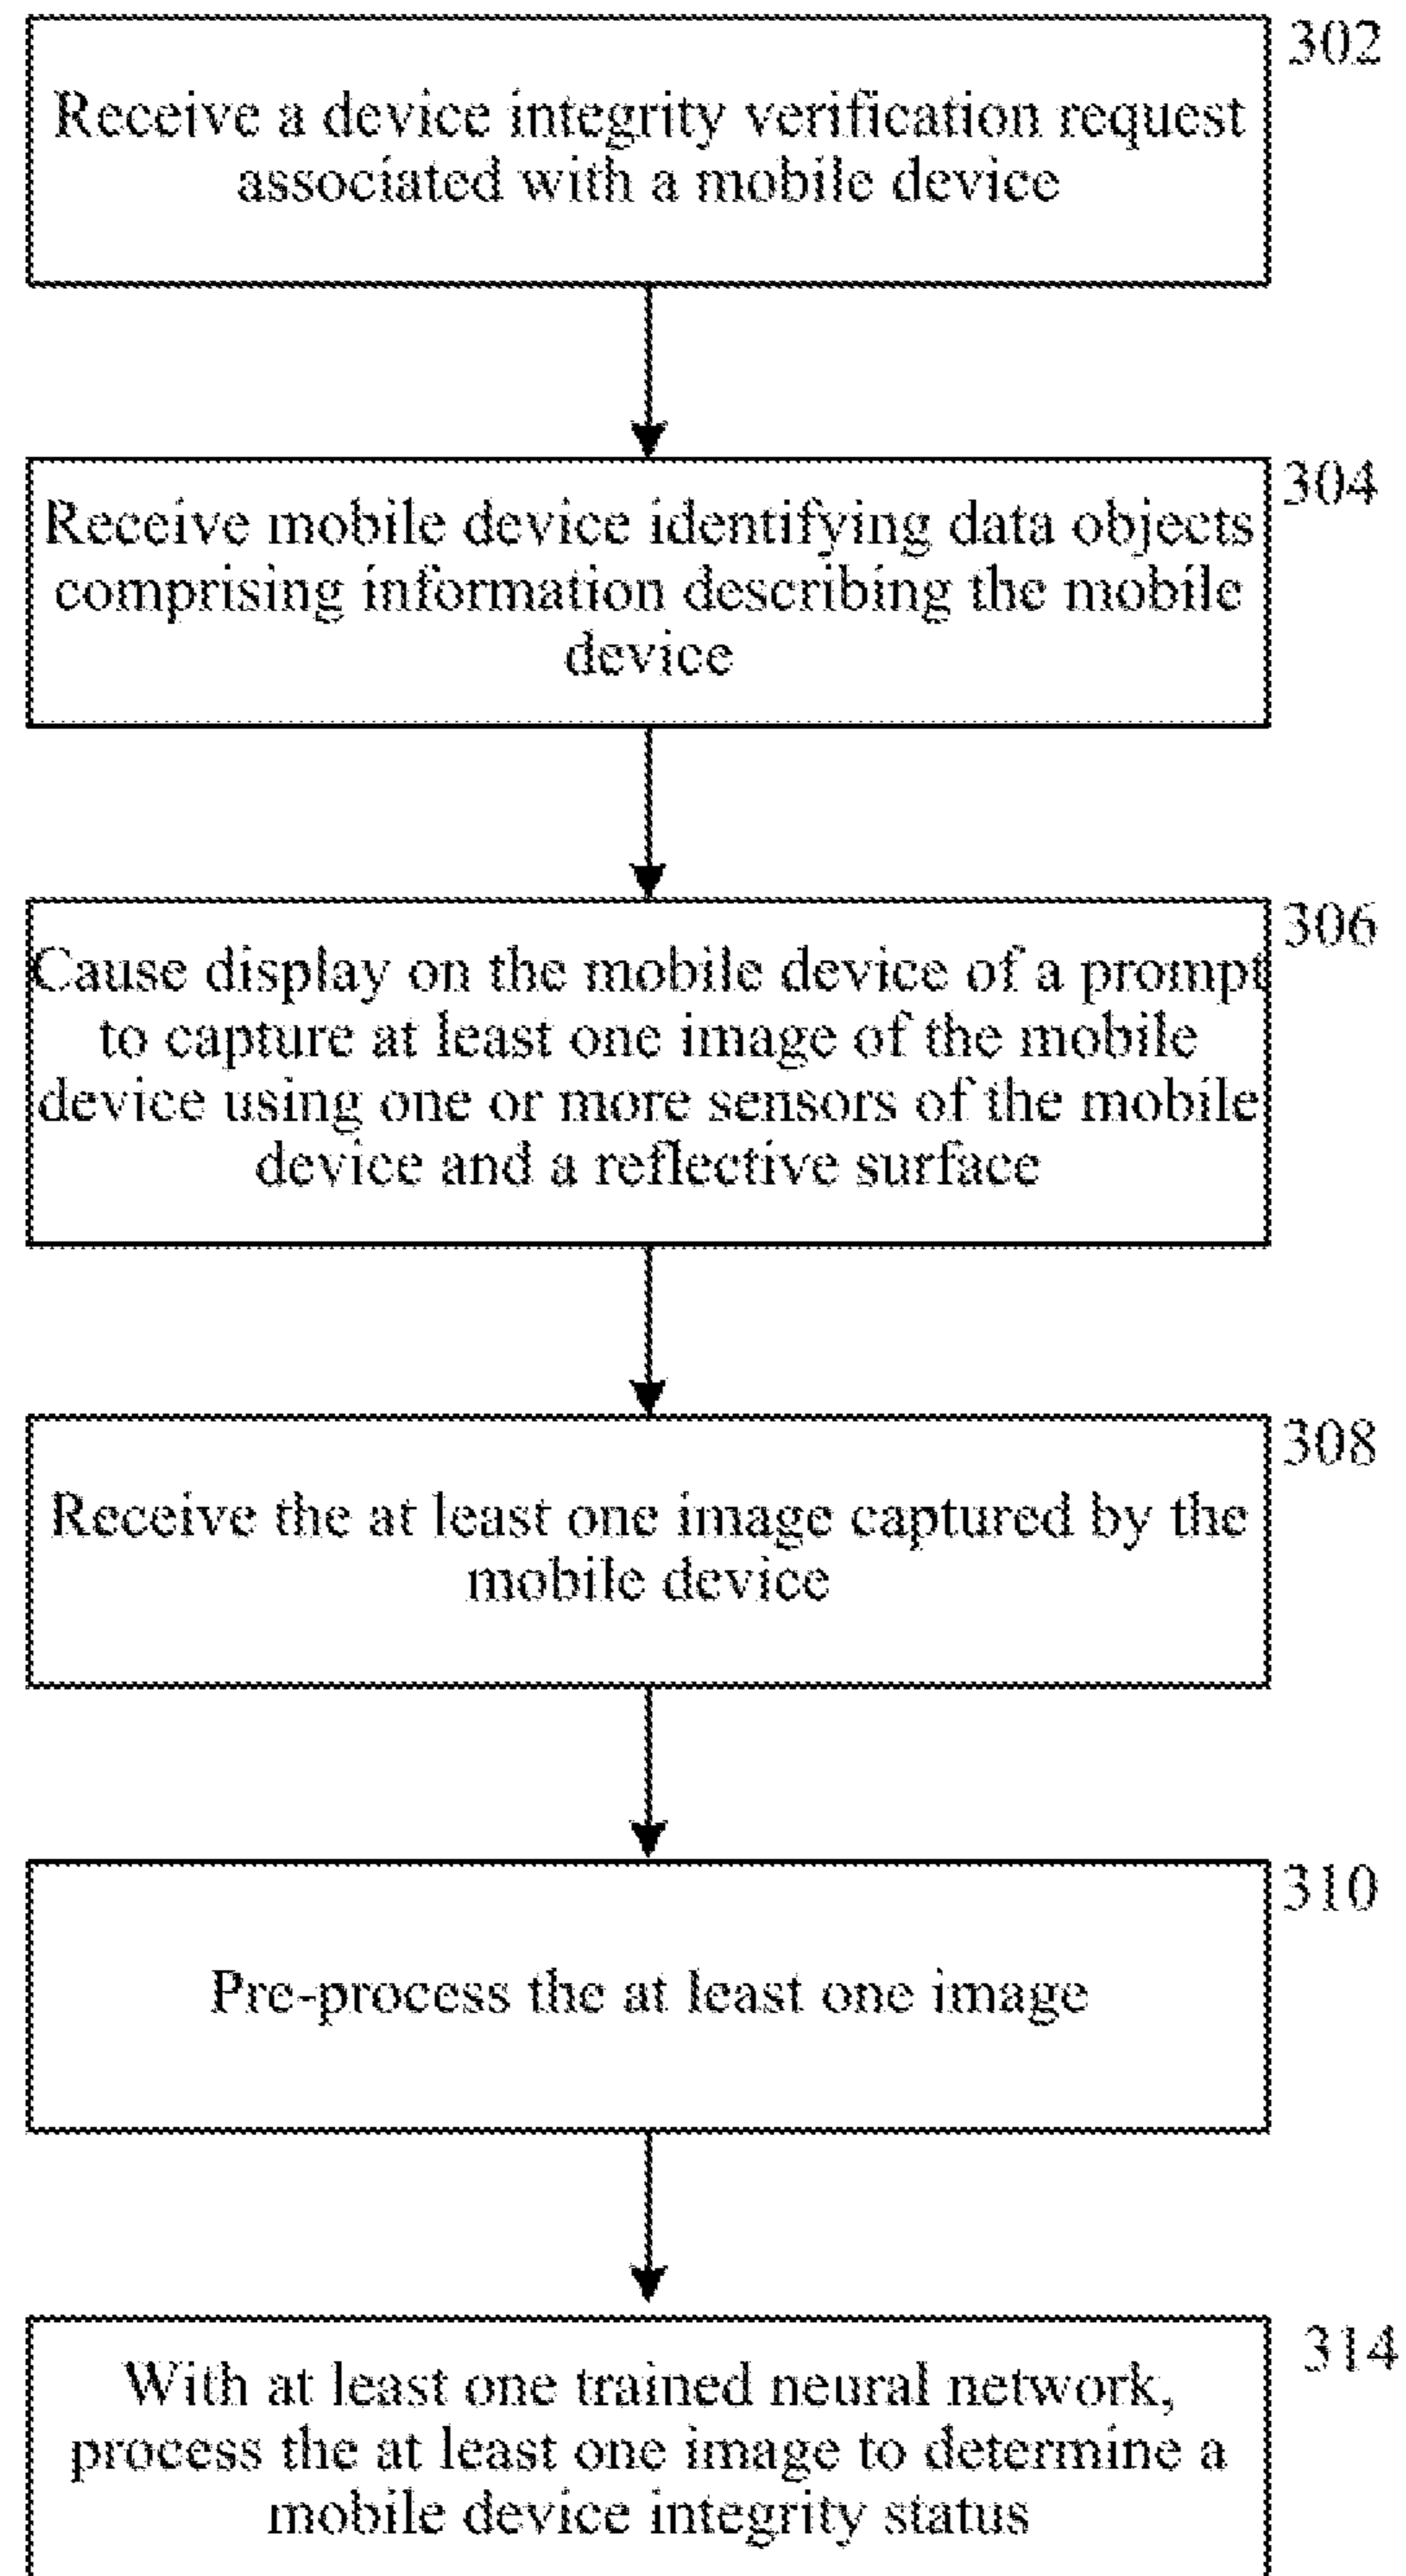 302
Receive a device integrity verification request
associated with a mobile device
304
Receive mobile device identifying data objects
comprising information describing the mobile
device
306
Cause display on the mobile device of a prompt
to capture at least one image of the mobile
device using one or more sensors of the mobile
device and a reflective surface
308
Receive the at least one image captured by the
mobile device
310
Pre-process the at least one image
314
With at least one trained neural network,
process the at least one image to determine a
mobile device integrity status